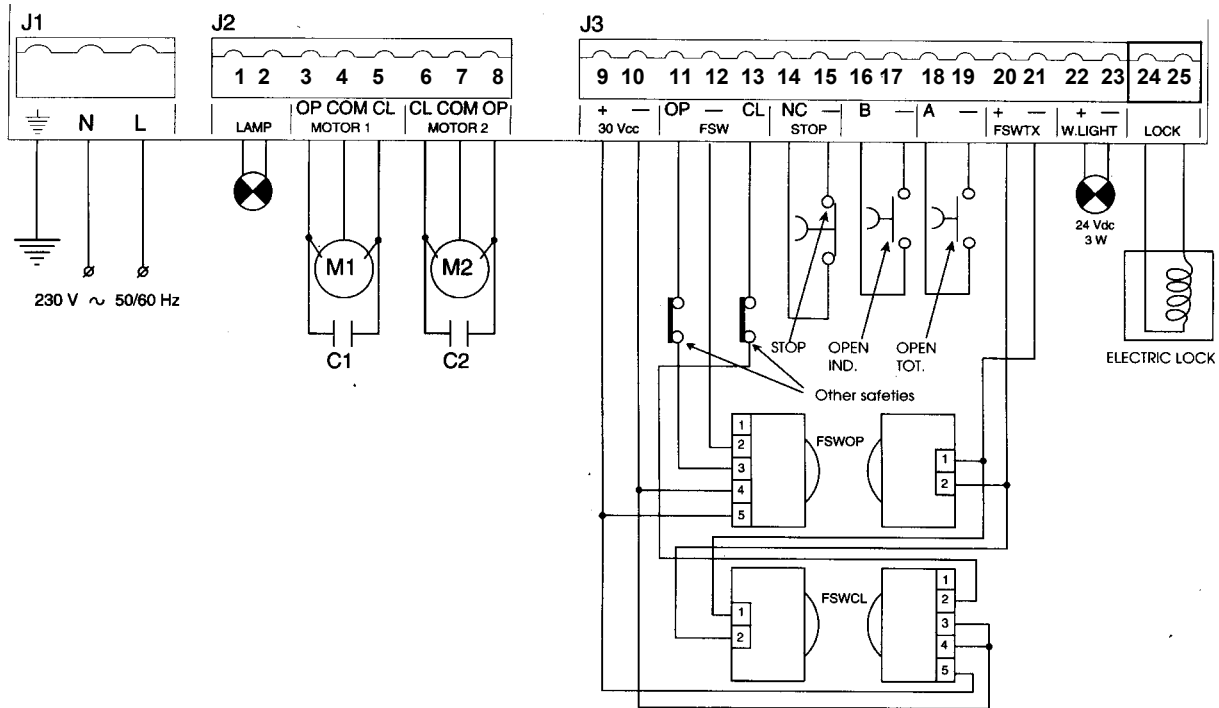 J1 J2 J3
1 2 3 4 5 6 7 8 9 10 11 12 13 14 15 16 17 18 19 20 21 22 23 24 25
OP COM CL CL COM OP + — OP — CL NC — B — A — + — + —
N L LAMP MOTOR 1 MOTOR 2 30 Vcc FSW STOP FSWTX W.LIGHT LOCK
24 Vdc
3 W
M1 M2
230 V ~ 50/60 Hz
C1 C2
STOP OPEN OPEN
IND. TOT.
ELECTRIC LOCK
Other safeties
1
2 FSWOP
3 1
4 2
5
FSWCL 1
1 2
2 3
4
5